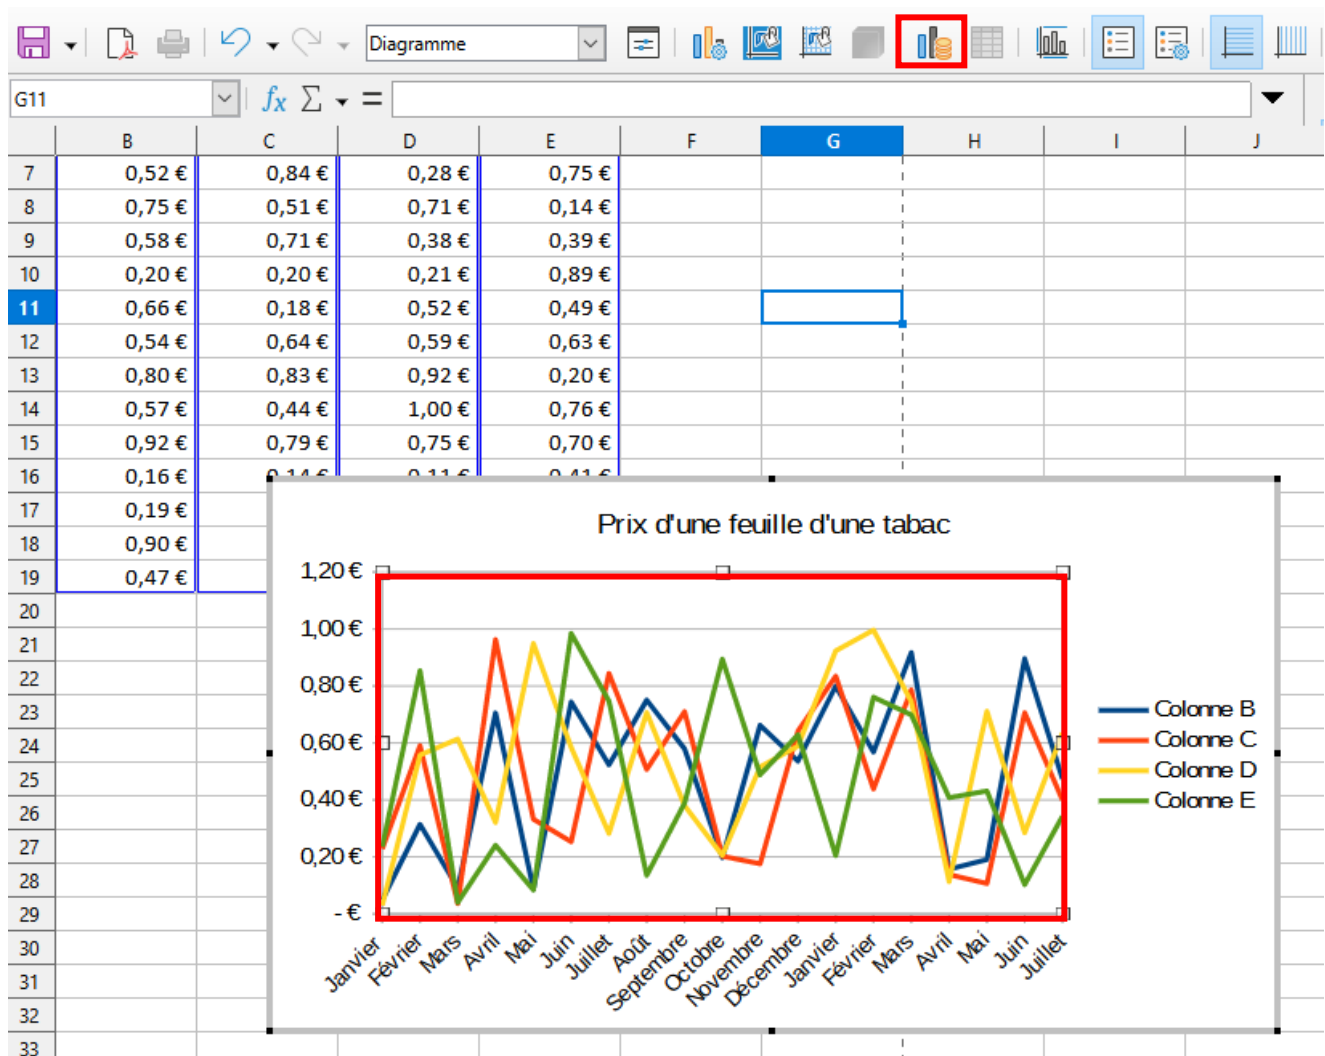 Diagramme
G11
fx Σ =
B C D E F G H I J
7 0,52 € 0,84 € 0,28 € 0,75 €
8 0,75 € 0,51 € 0,71 € 0,14 €
9 0,58 € 0,71 € 0,38 € 0,39 €
10 0,20 € 0,20 € 0,21 € 0,89 €
11 0,66 € 0,18 € 0,52 € 0,49 €
12 0,54 € 0,64 € 0,59 € 0,63 €
13 0,80 € 0,83 € 0,92 € 0,20 €
14 0,57 € 0,44 € 1,00 € 0,76 €
15 0,92 € 0,79 € 0,75 € 0,70 €
16 0,16 € 0,14 € 0,11 € 0,41 €
17 0,19 €
18 0,90 €
19 0,47 €
20
21
22
23
24
25
26
27
28
29
30
31
32
33
Prix d'une feuille d'une tabac
1,20 €
1,00 €
0,80 €
0,60 €
0,40 €
0,20 €
- €
Colonne B
Colonne C
Colonne D
Colonne E
Janvier
Février
Mars
Avril
Mai
Juin
Juillet
Août
Septembre
Octobre
Novembre
Décembre
Janvier
Février
Mars
Avril
Mai
Juin
Juillet